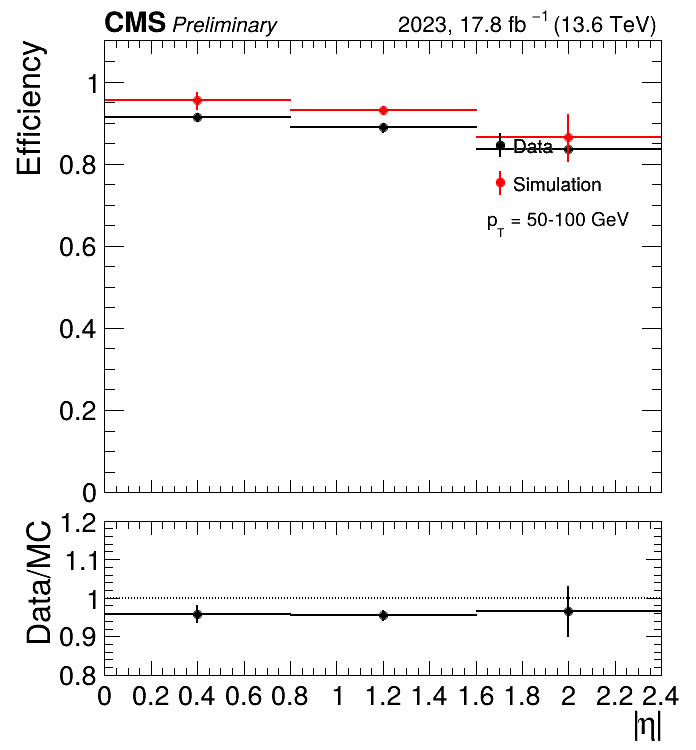 CMS Preliminary 2023, 17.8 fb⁻¹ (13.6 TeV)
Efficiency
1
0.8
0.6
0.4
0.2
0
Data
Simulation
p_T = 50-100 GeV
Data/MC
1.2
1.1
1
0.9
0.8
0 0.2 0.4 0.6 0.8 1 1.2 1.4 1.6 1.8 2 2.2 2.4
|η|